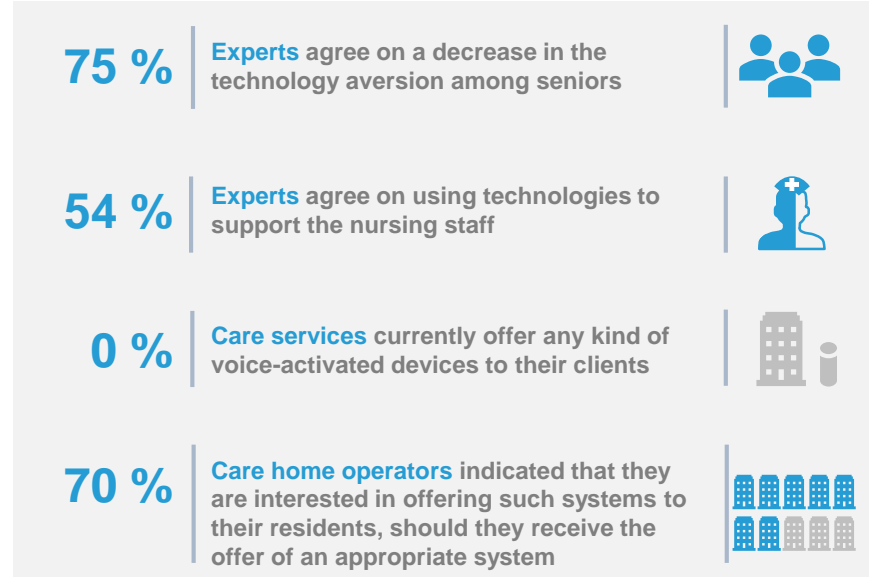 75 %
Experts agree on a decrease in the
technology aversion among seniors
54 %
Experts agree on using technologies to
support the nursing staff
0 %
Care services currently offer any kind of
voice-activated devices to their clients
70 %
Care home operators indicated that they
are interested in offering such systems to
their residents, should they receive the
offer of an appropriate system